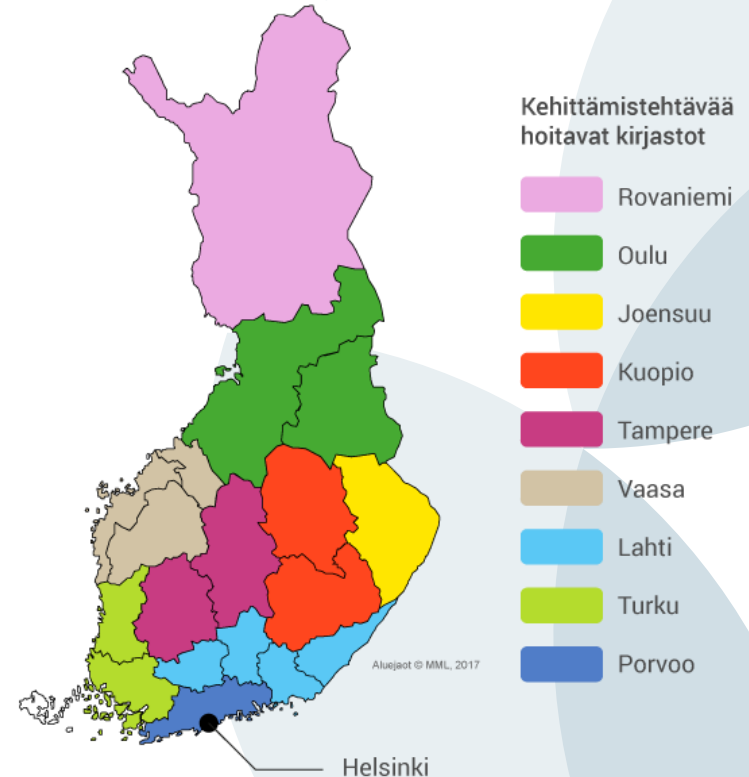 Kehittämistehtävää
hoitavat kirjastot
Rovaniemi
Oulu
Joensuu
Kuopio
Tampere
Vaasa
Lahti
Turku
Aluejaot © MML, 2017
Porvoo
Helsinki